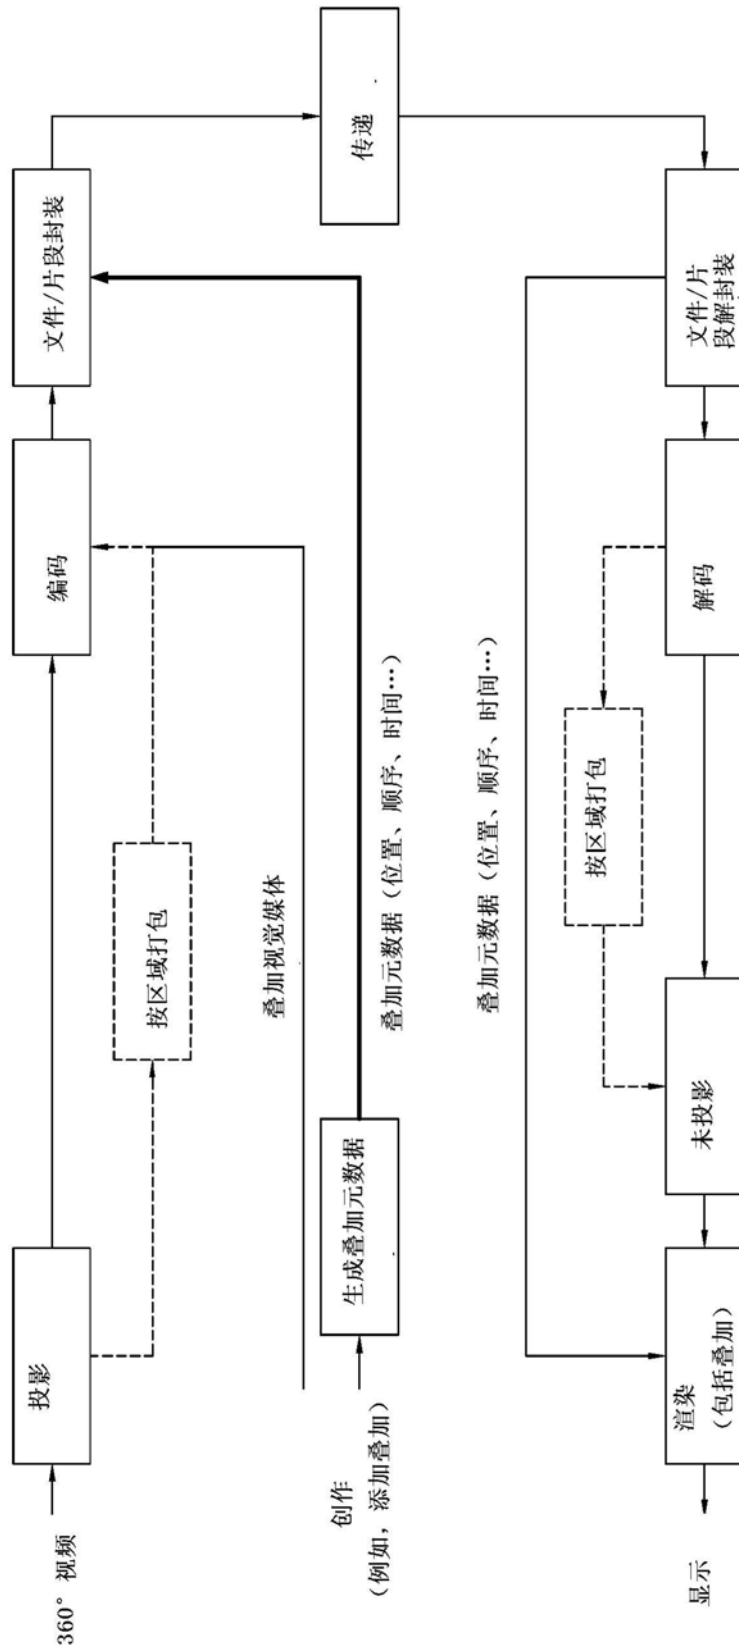 360° 视频
投影
按区域打包
编码
文件/片段封装
叠加视觉媒体
创作
(例如, 添加叠加)
生成叠加元数据
叠加元数据 (位置、顺序、时间…)
传递
叠加元数据 (位置、顺序、时间…)
按区域打包
显示
渲染
(包括叠加)
未投影
解码
文件/片
段解封装